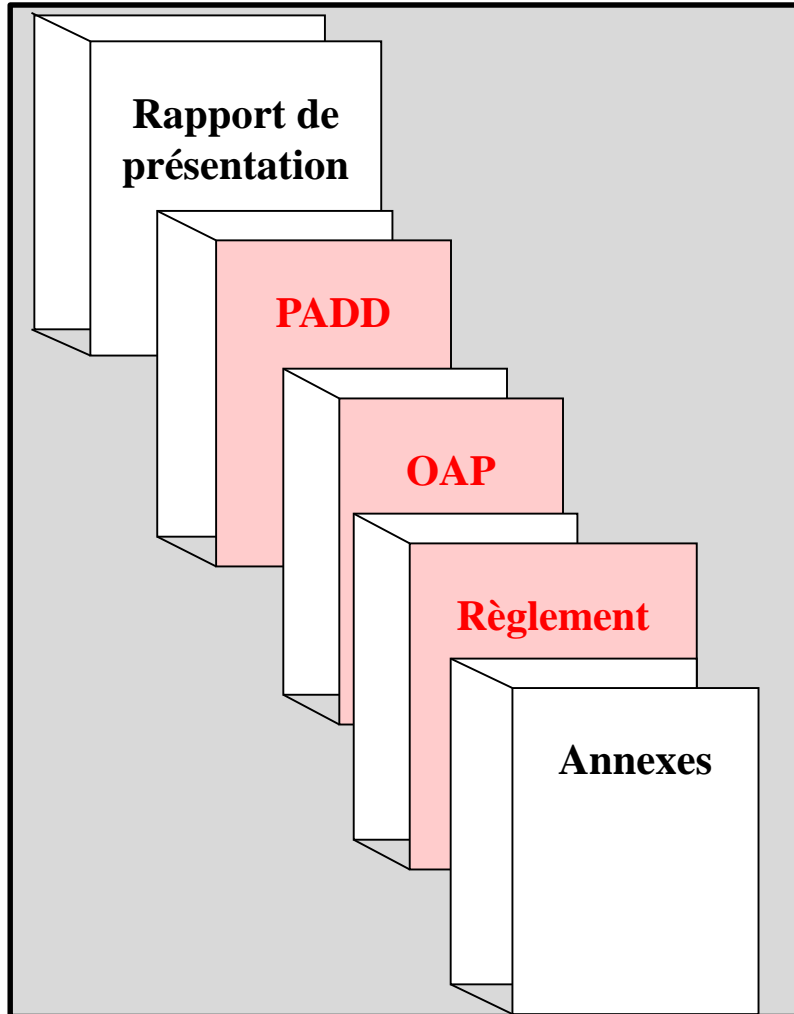 Rapport de
présentation
PADD
OAP
Règlement
Annexes